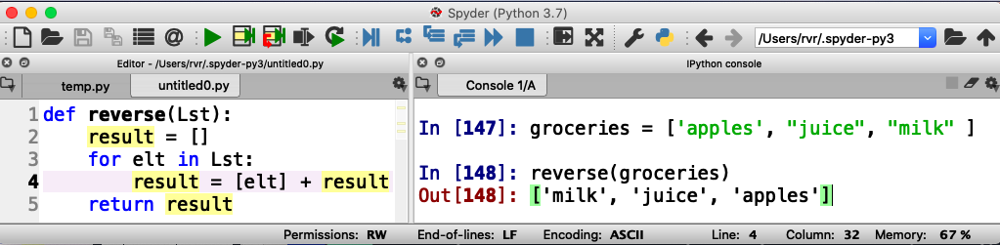 Spyder (Python 3.7)
/Users/rvr/.spyder-py3
Editor - /Users/rvr/.spyder-py3/untitled0.py
temp.py
untitled0.py
1 def reverse(Lst):
2     result = []
3     for elt in Lst:
4         result = [elt] + result
5     return result
IPython console
Console 1/A
In [147]: groceries = ['apples', "juice", "milk" ]
In [148]: reverse(groceries)
Out[148]: ['milk', 'juice', 'apples']
Permissions: RW End-of-lines: LF Encoding: ASCII Line: 4 Column: 32 Memory: 67 %